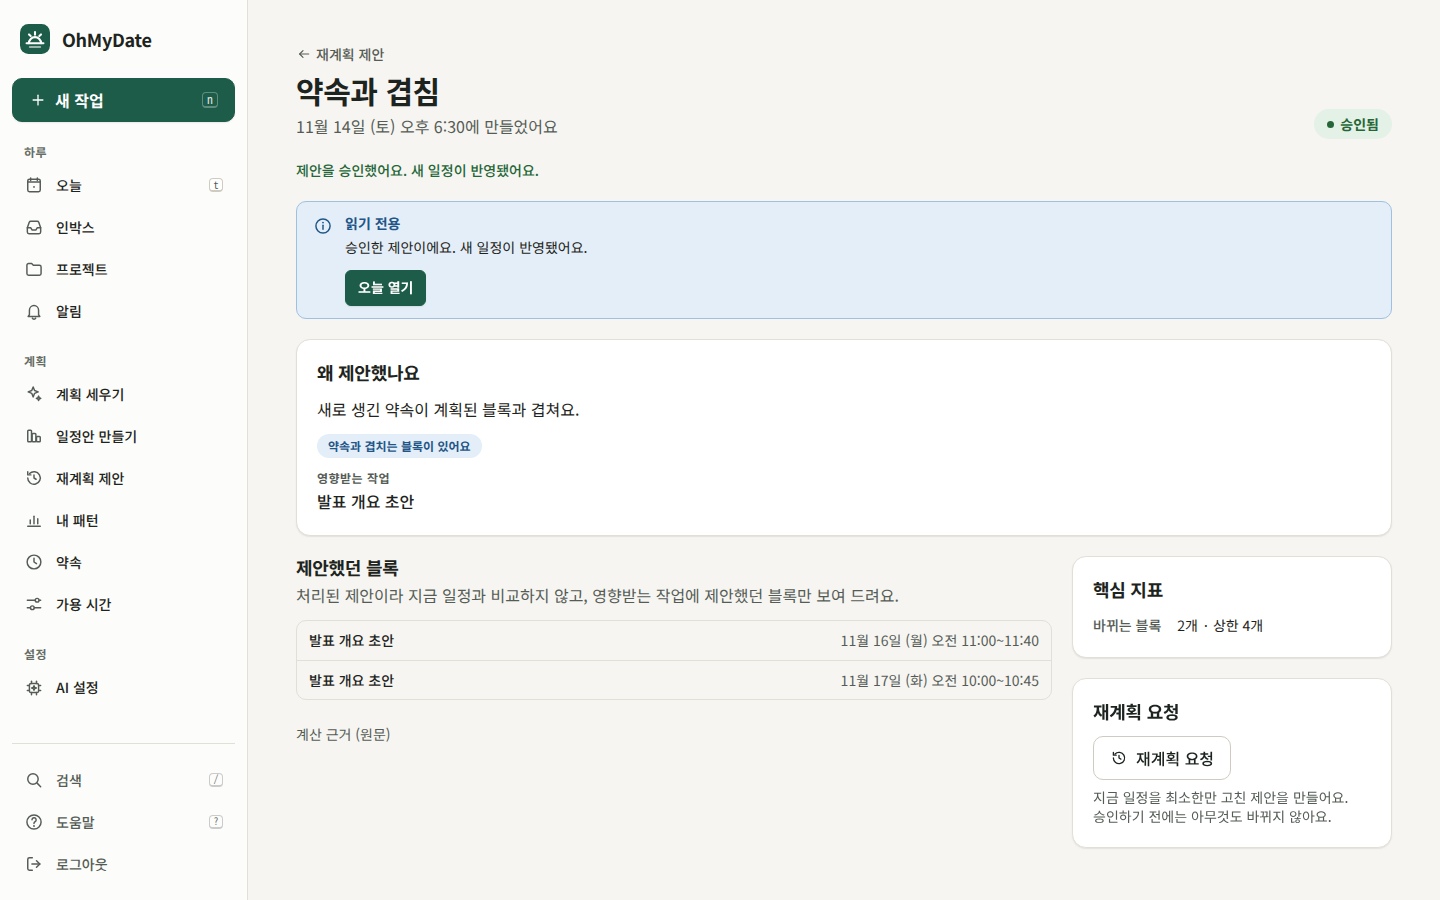 OhMyDate
새 작업 n
하루
오늘 t
인박스
프로젝트
알림
계획
계획 세우기
일정안 만들기
재계획 제안
내 패턴
약속
가용 시간
설정
AI 설정
검색 /
도움말 ?
로그아웃
← 재계획 제안
약속과 겹침
11월 14일 (토) 오후 6:30에 만들었어요
승인됨
제안을 승인했어요. 새 일정이 반영됐어요.
읽기 전용
승인한 제안이에요. 새 일정이 반영됐어요.
오늘 열기
왜 제안했나요
새로 생긴 약속이 계획된 블록과 겹쳐요.
약속과 겹치는 블록이 있어요
영향받는 작업
발표 개요 초안
제안했던 블록
처리된 제안이라 지금 일정과 비교하지 않고, 영향받는 작업에 제안했던 블록만 보여 드려요.
발표 개요 초안 11월 16일 (월) 오전 11:00~11:40
발표 개요 초안 11월 17일 (화) 오전 10:00~10:45
계산 근거 (원문)
핵심 지표
바뀌는 블록 2개 · 상한 4개
재계획 요청
재계획 요청
지금 일정을 최소한만 고친 제안을 만들어요.
승인하기 전에는 아무것도 바뀌지 않아요.